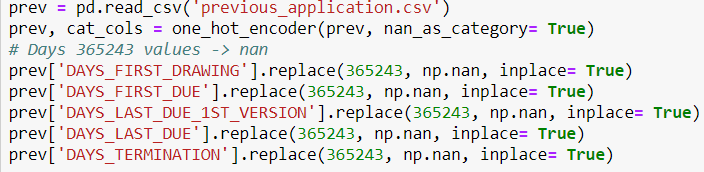 prev = pd.read_csv('previous_application.csv')
prev, cat_cols = one_hot_encoder(prev, nan_as_category= True)
# Days 365243 values -> nan
prev['DAYS_FIRST_DRAWING'].replace(365243, np.nan, inplace= True)
prev['DAYS_FIRST_DUE'].replace(365243, np.nan, inplace= True)
prev['DAYS_LAST_DUE_1ST_VERSION'].replace(365243, np.nan, inplace= True)
prev['DAYS_LAST_DUE'].replace(365243, np.nan, inplace= True)
prev['DAYS_TERMINATION'].replace(365243, np.nan, inplace= True)